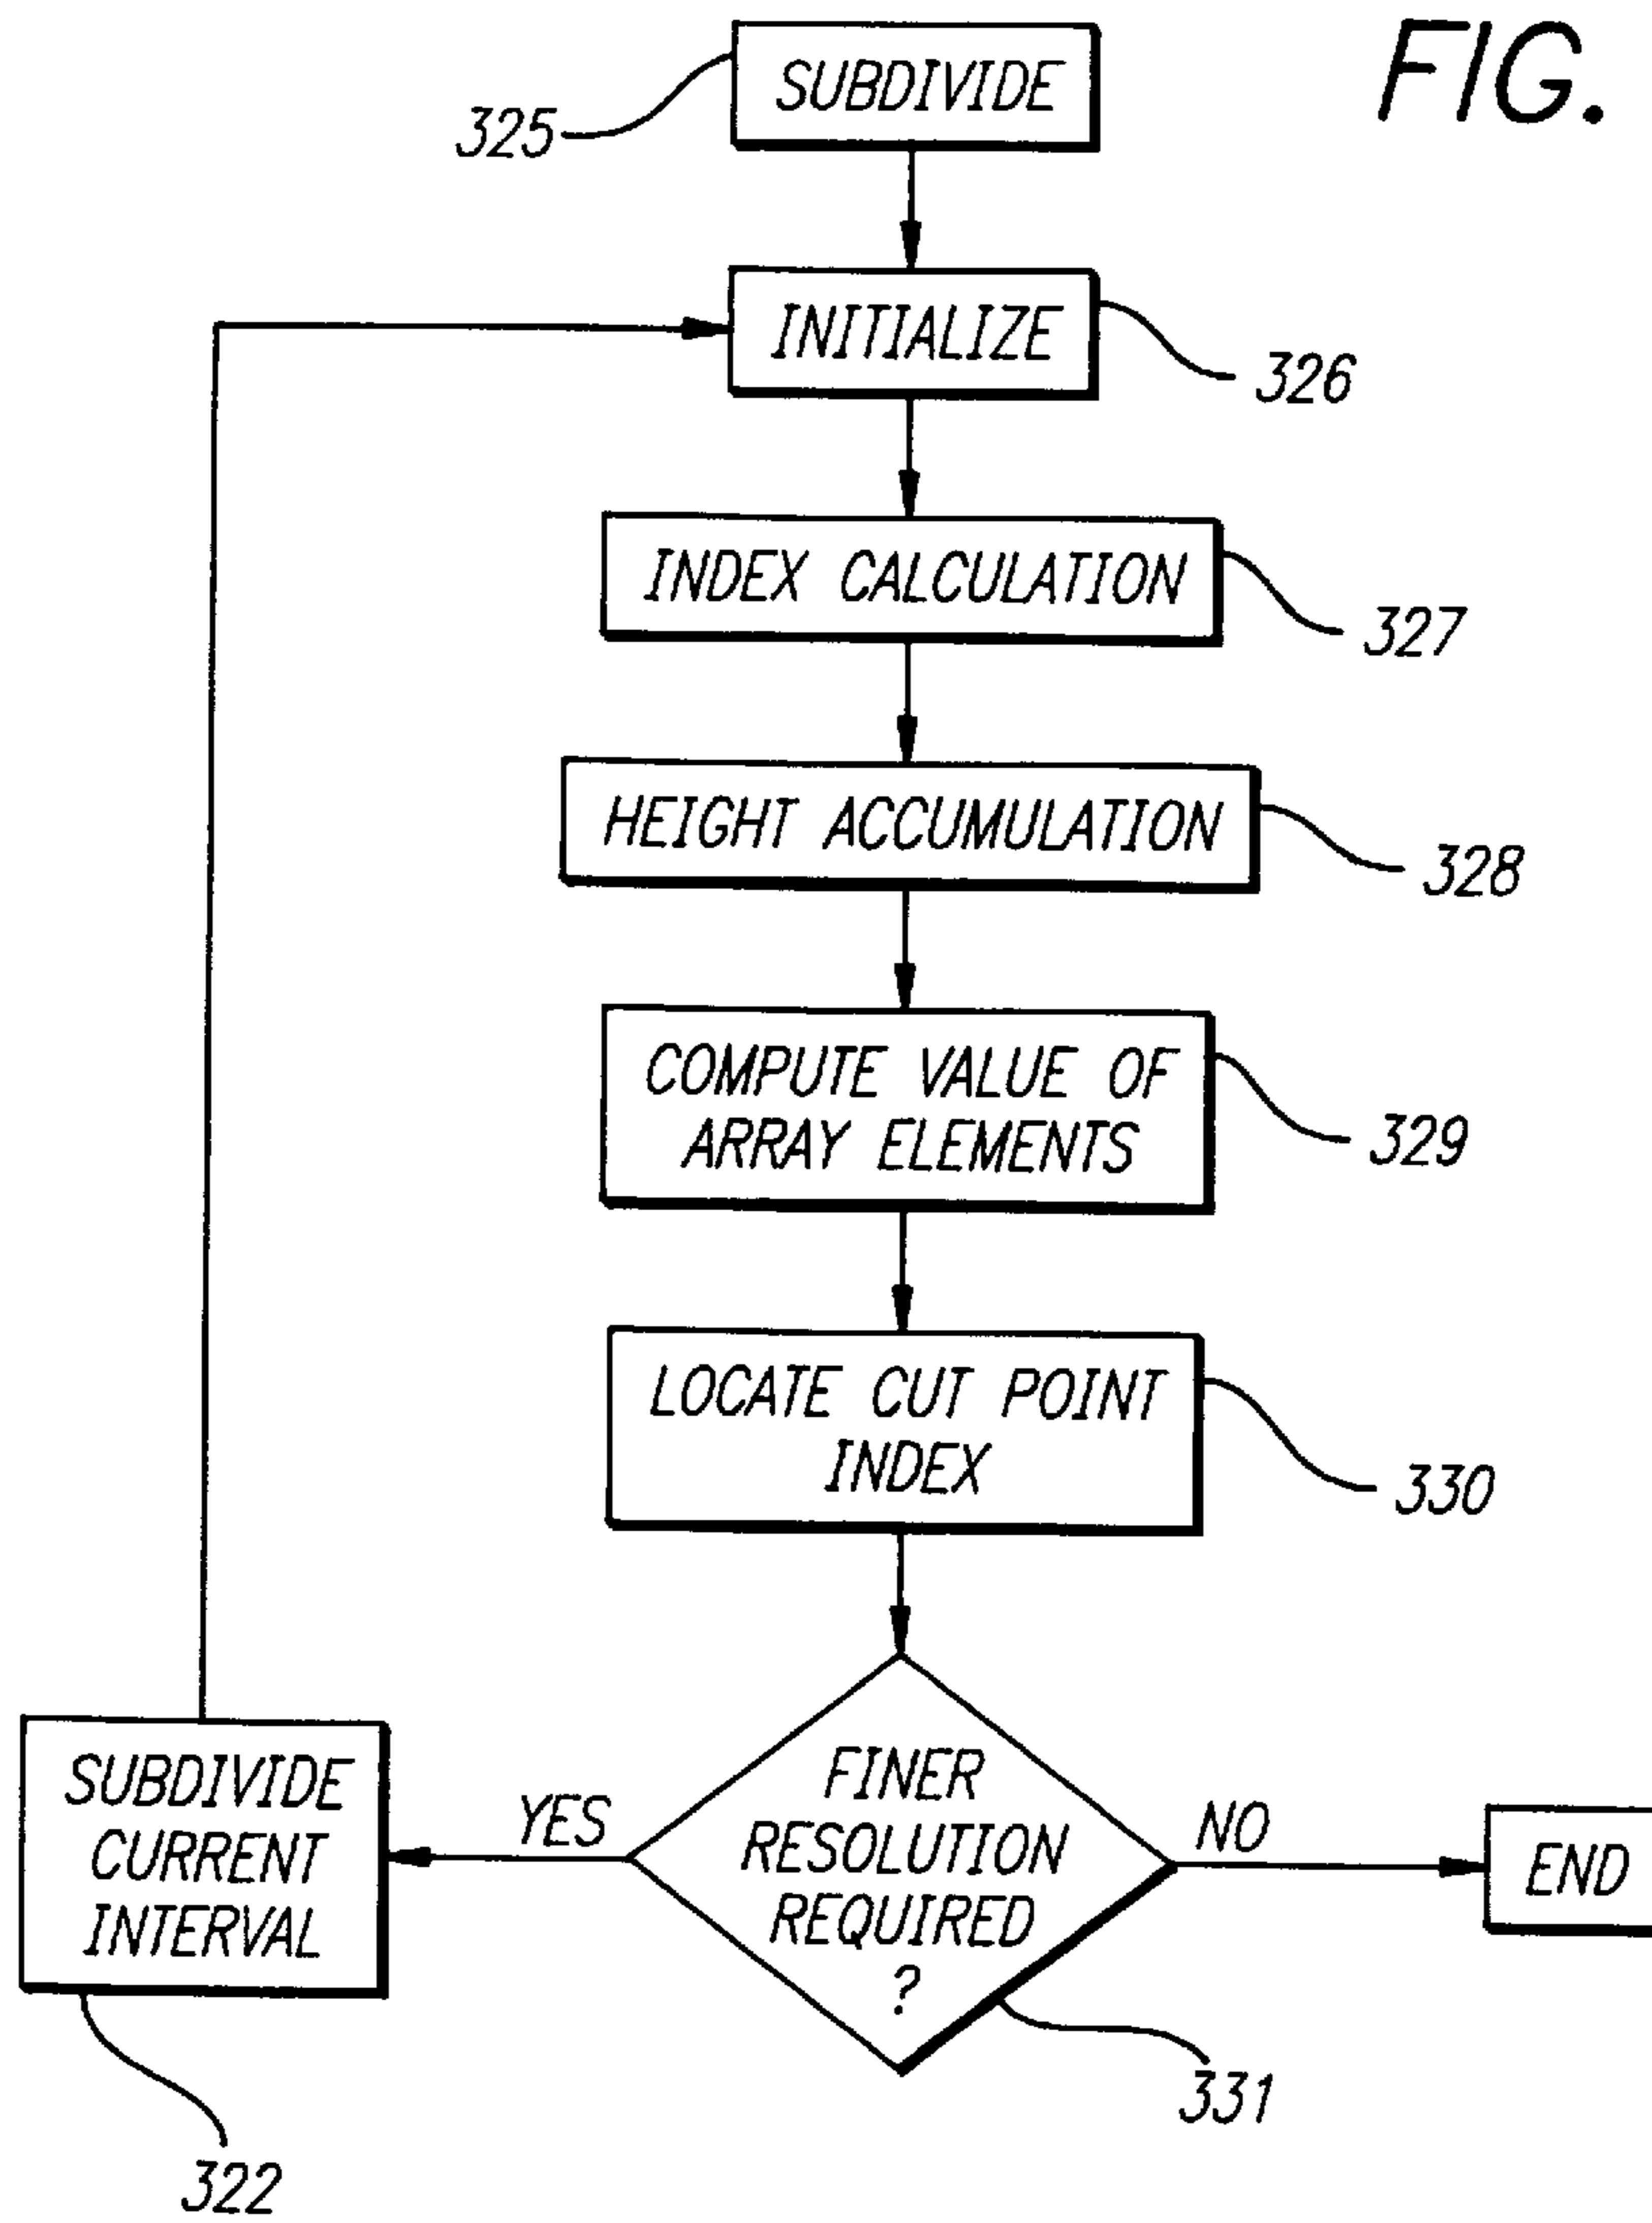 FIG.
SUBDIVIDE
325
INITIALIZE
326
INDEX CALCULATION
327
HEIGHT ACCUMULATION
328
COMPUTE VALUE OF
ARRAY ELEMENTS
329
LOCATE CUT POINT
INDEX
330
FINER
RESOLUTION
REQUIRED
?
331
YES
NO
SUBDIVIDE
CURRENT
INTERVAL
322
END